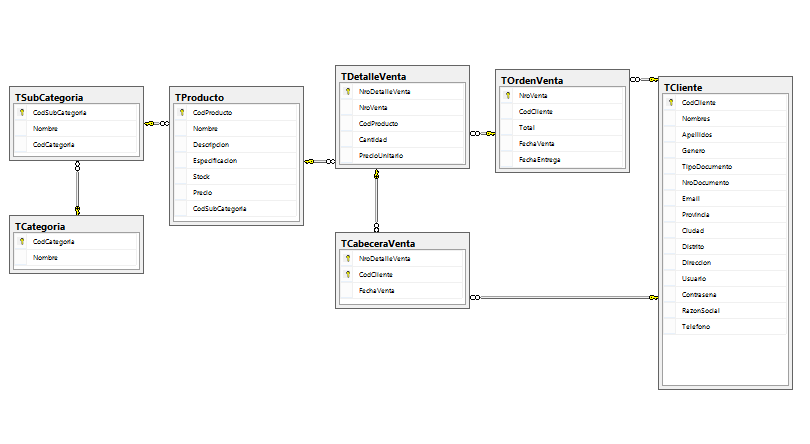 TSubCategoria
CodSubCategoria
Nombre
CodCategoria
TCategoria
CodCategoria
Nombre
TProducto
CodProducto
Nombre
Descripcion
Especificacion
Stock
Precio
CodSubCategoria
TDetalleVenta
NroDetalleVenta
NroVenta
CodProducto
Cantidad
PrecioUnitario
TCabeceraVenta
NroDetalleVenta
CodCliente
FechaVenta
TOrdenVenta
NroVenta
CodCliente
Total
FechaVenta
FechaEntrega
TCliente
CodCliente
Nombres
Apellidos
Genero
TipoDocumento
NroDocumento
Email
Provincia
Ciudad
Distrito
Direccion
Usuario
Contrasena
RazonSocial
Telefono